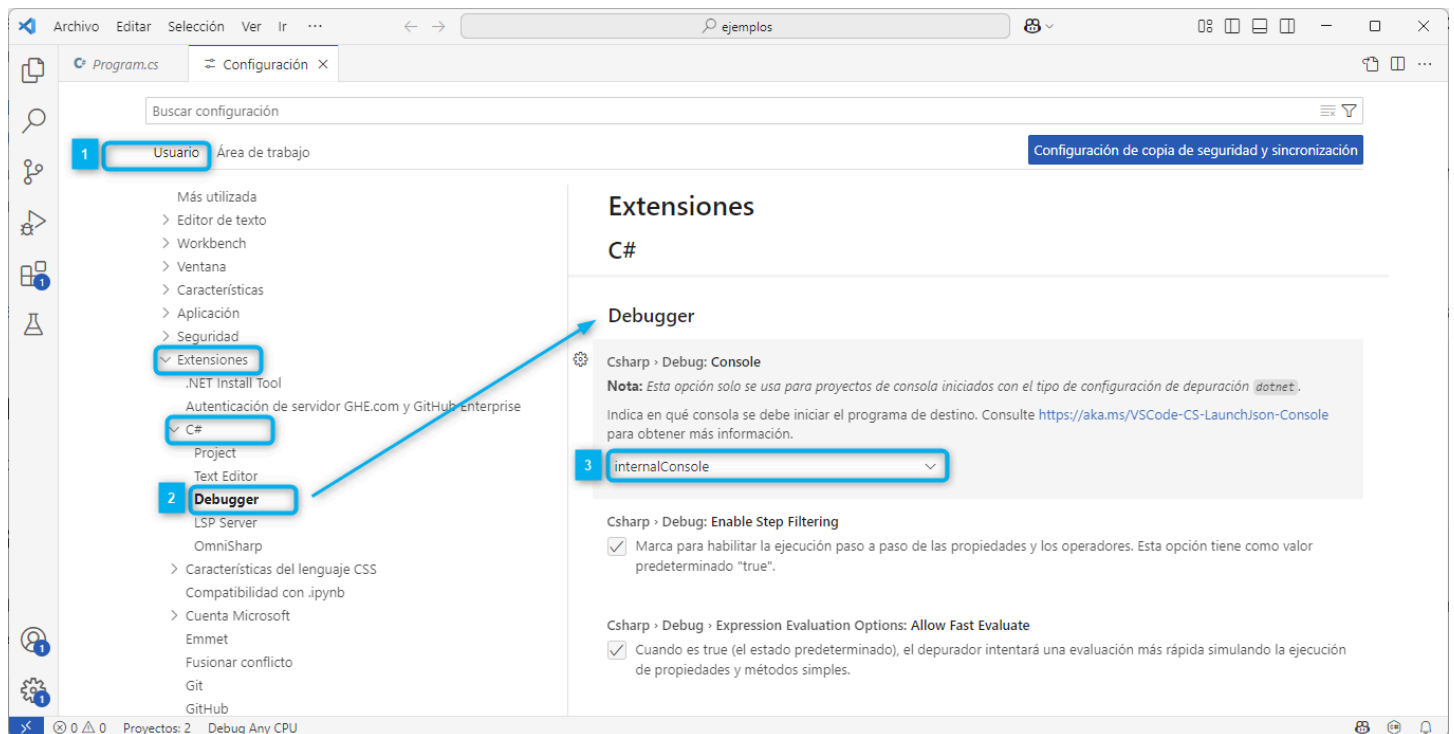 Archivo Editar Selección Ver Ir ··· ejemplos
C# Program.cs Configuración
Buscar configuración
1 Usuario Área de trabajo Configuración de copia de seguridad y sincronización
Más utilizada
Editor de texto
Workbench
Ventana
Características
Aplicación
Seguridad
Extensiones
.NET Install Tool
Autenticación de servidor GHE.com y GitHub Enterprise
C#
Project
Text Editor
2 Debugger
LSP Server
OmniSharp
Características del lenguaje CSS
Compatibilidad con .ipynb
Cuenta Microsoft
Emmet
Fusionar conflicto
Git
GitHub
Extensiones
C#
Debugger
Csharp › Debug: Console
Nota: Esta opción solo se usa para proyectos de consola iniciados con el tipo de configuración de depuración dotnet.
Indica en qué consola se debe iniciar el programa de destino. Consulte https://aka.ms/VSCode-CS-LaunchJson-Console
para obtener más información.
3 internalConsole
Csharp › Debug: Enable Step Filtering
Marca para habilitar la ejecución paso a paso de las propiedades y los operadores. Esta opción tiene como valor
predeterminado "true".
Csharp › Debug › Expression Evaluation Options: Allow Fast Evaluate
Cuando es true (el estado predeterminado), el depurador intentará una evaluación más rápida simulando la ejecución
de propiedades y métodos simples.
1
1
1
0 0 Proyectos: 2 Debug Any CPU